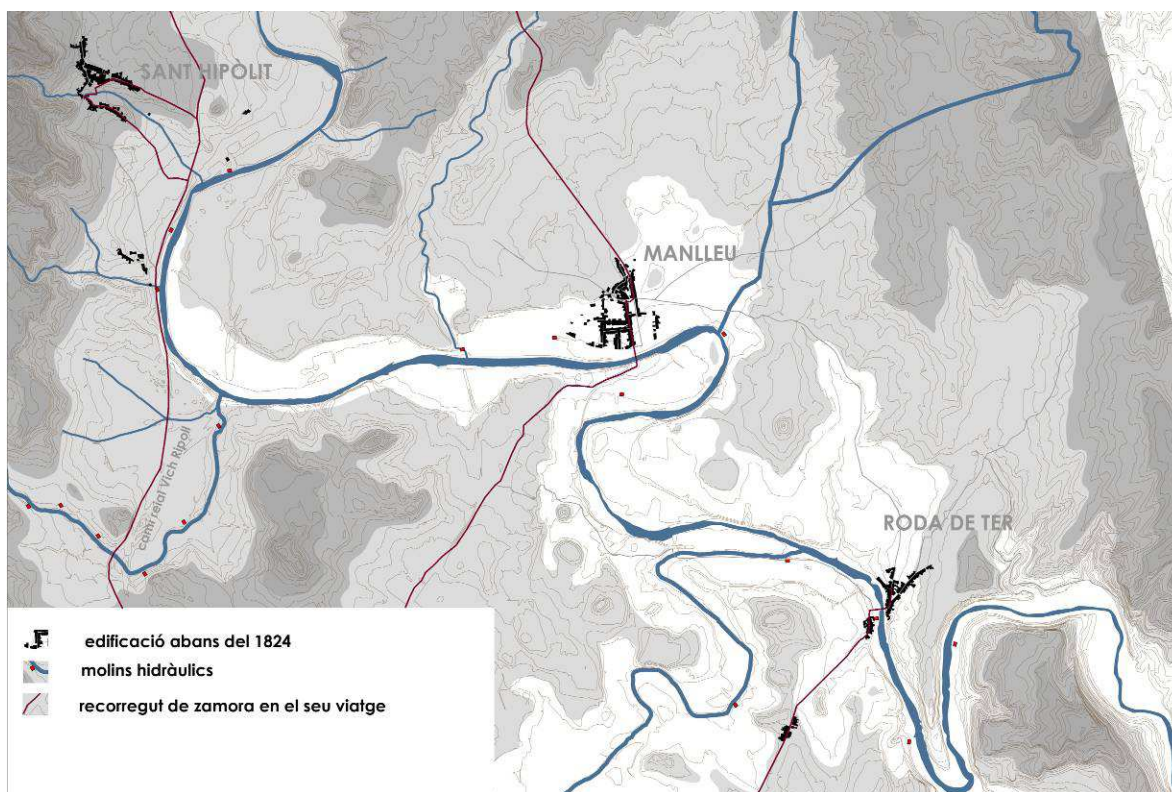 SANT HIPÒLIT
MANLLEU
camí reial Vich Ripoll
RODA DE TER
edificació abans del 1824
molins hidràulics
recorregut de zamora en el seu viatge